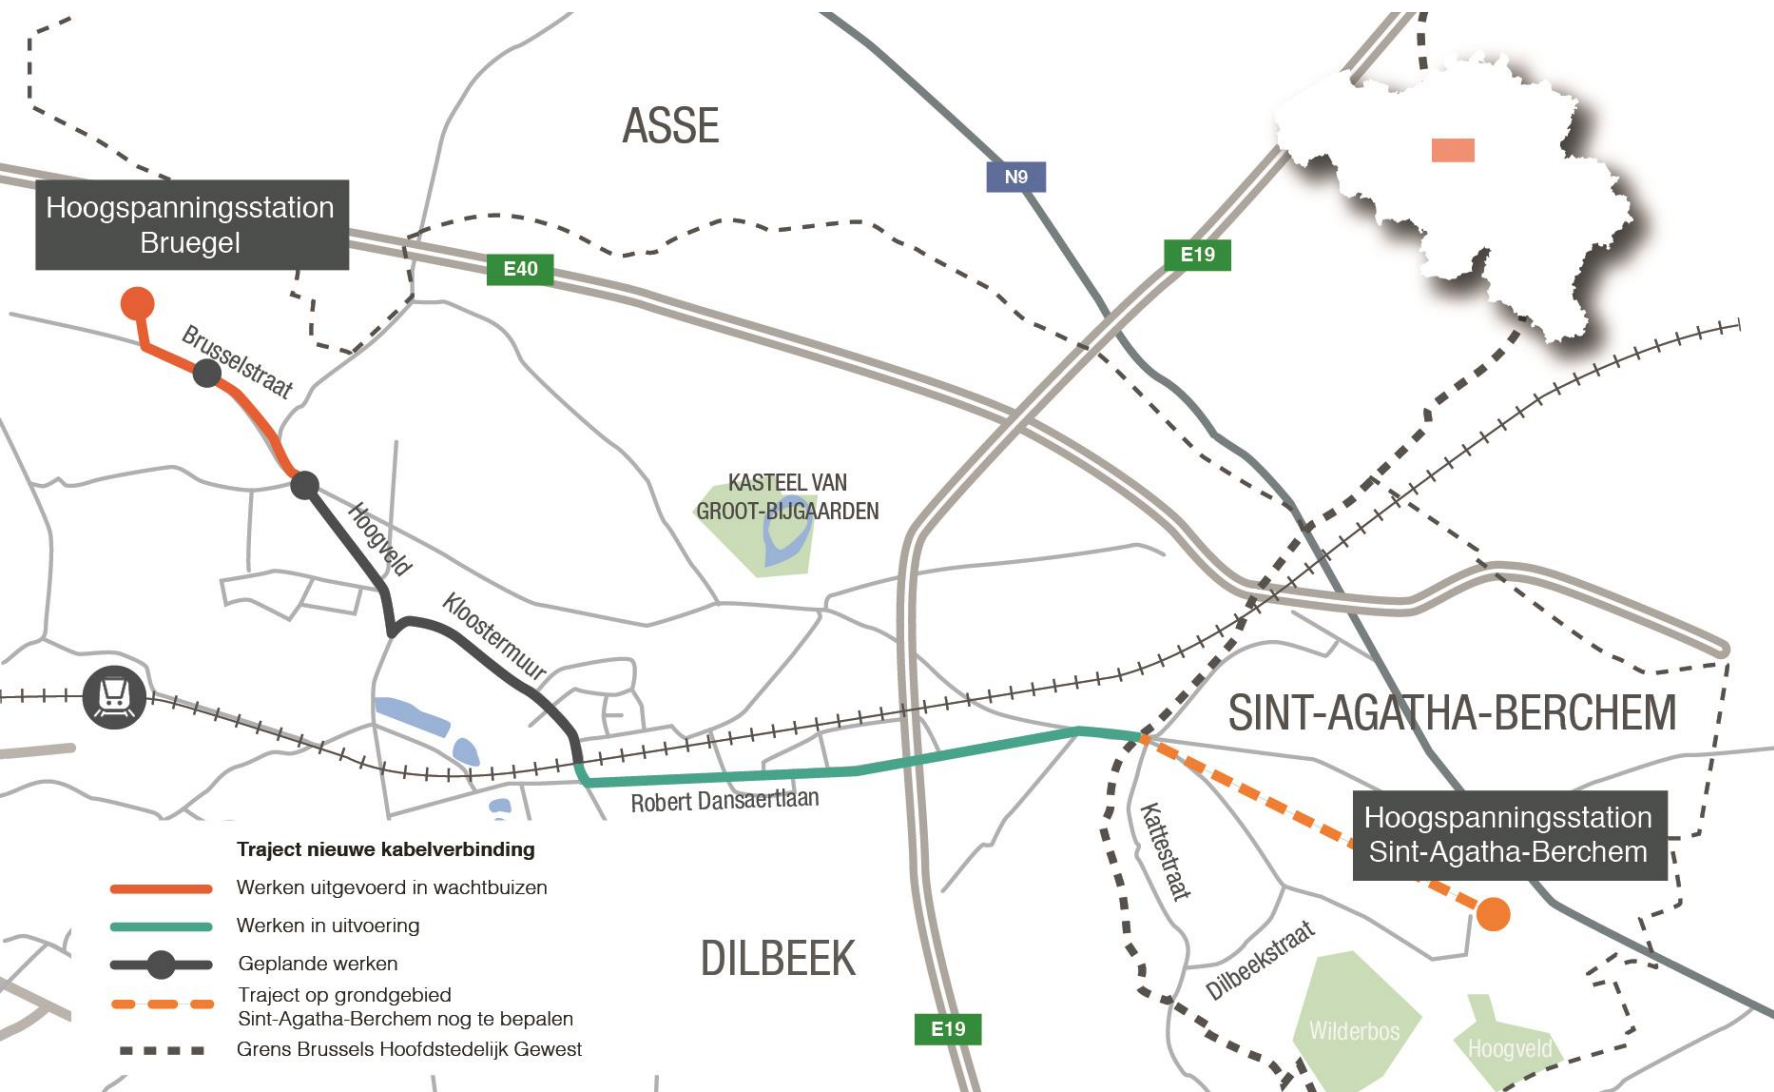 ASSE
N9
Hoogspanningsstation
Bruegel
E19
E40
Brusselstraat
KASTEEL VAN
GROOT-BIJGAARDEN
Hoogveld
Kloostermuur
SINT-AGATHA-BERCHEM
Robert Dansaertlaan
Hoogspanningsstation
Sint-Agatha-Berchem
Kattestraat
Traject nieuwe kabelverbinding
Werken uitgevoerd in wachtbuizen
Werken in uitvoering
Geplande werken
Traject op grondgebied
Sint-Agatha-Berchem nog te bepalen
Grens Brussels Hoofdstedelijk Gewest
DILBEEK
Dilbeekstraat
E19
Wilderbos
Hoogveld